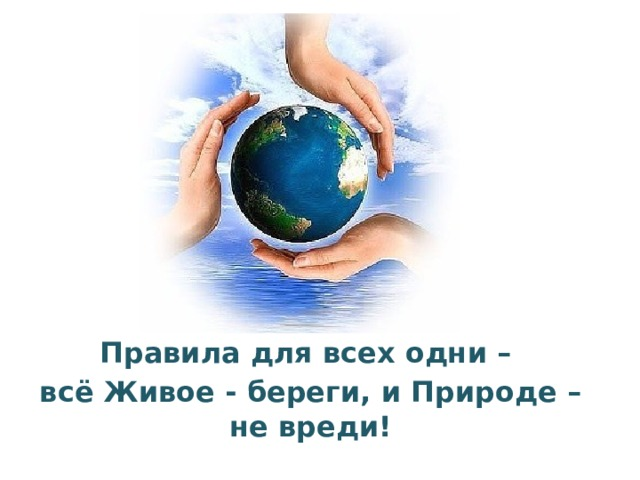 Правила для всех одни –
всё Живое - береги, и Природе –
не вреди!